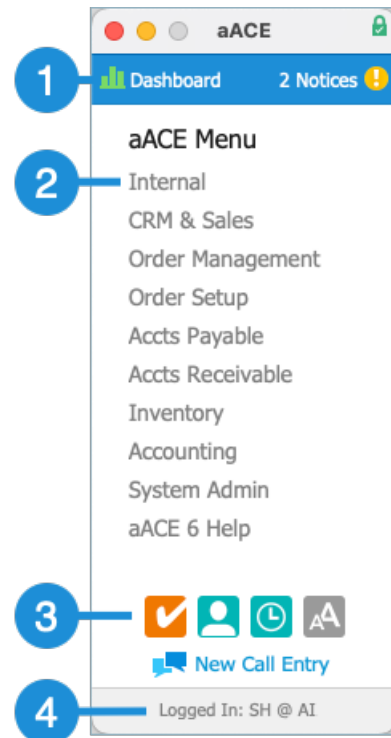 aACE
1
Dashboard 2 Notices !
aACE Menu
2
Internal
CRM & Sales
Order Management
Order Setup
Accts Payable
Accts Receivable
Inventory
Accounting
System Admin
aACE 6 Help
3
AA
New Call Entry
4
Logged In: SH @ AI